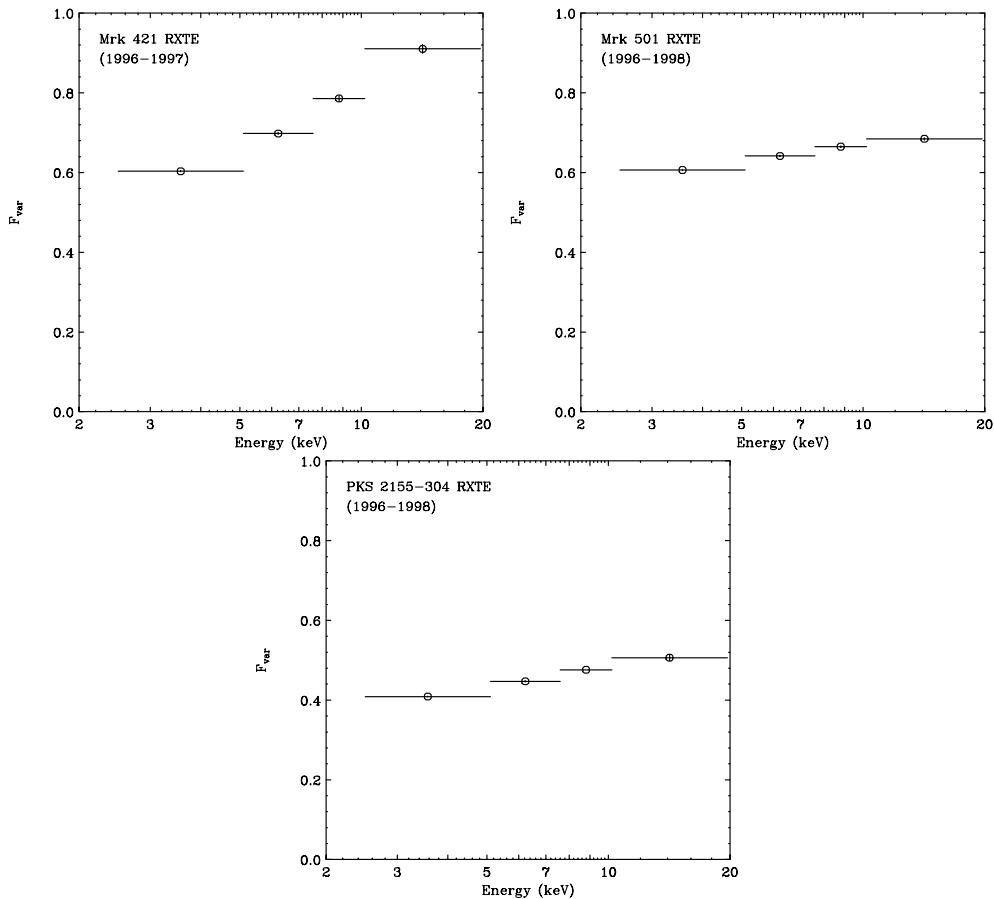 Mrk 421 RXTE
(1996-1997)
1.0
0.8
0.6
0.4
0.2
0.0
Fvar
2 3 5 7 10 20
Energy (keV)
Mrk 501 RXTE
(1996-1998)
1.0
0.8
0.6
0.4
0.2
0.0
Fvar
2 3 5 7 10 20
Energy (keV)
PKS 2155-304 RXTE
(1996-1998)
1.0
0.8
0.6
0.4
0.2
0.0
Fvar
2 3 5 7 10 20
Energy (keV)